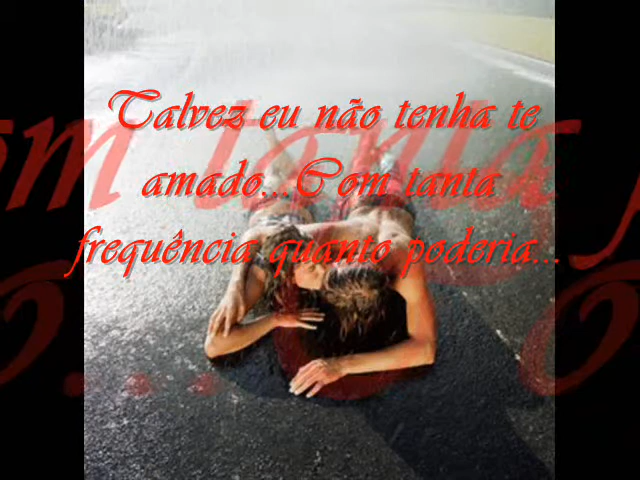 Talvez eu não tenha te
amado...Com tanta
frequência quanto poderia...